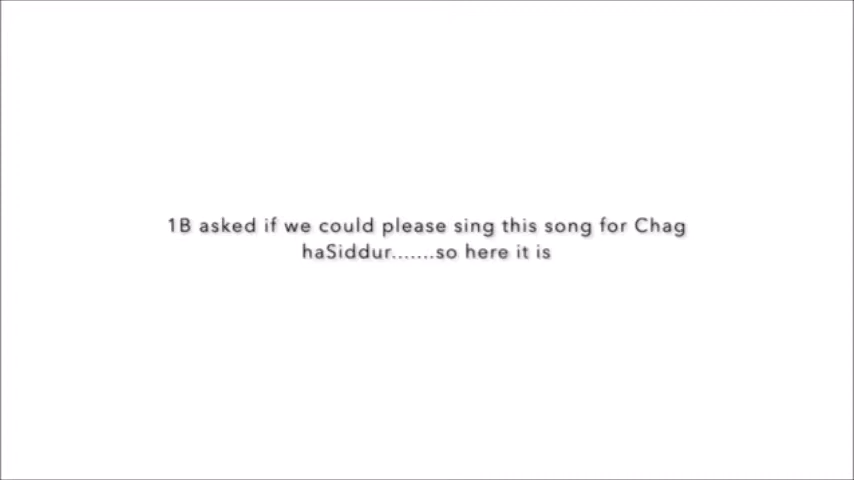 1B asked if we could please sing this song for Chag
haSiddur.......so here it is